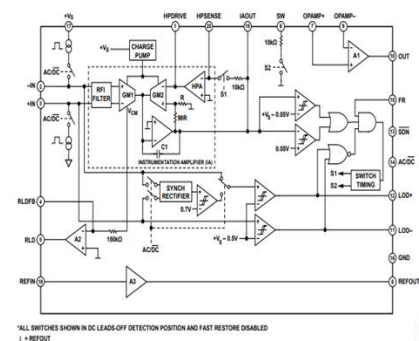 +VS HPDRIVE HPSENSE IAOUT SW OPAMP+ OPAMP–
17 1 20 19 6 7 9
+VS CHARGE PUMP
10kΩ
A1 10 OUT
AC/DC
S2
–IN 2
+IN 3
RFI FILTER
GM1 GM2 HPA
10kΩ
S1
VCM
R
99R
C1
INSTRUMENTATION AMPLIFIER (IA)
+VS – 0.05V
0.95V
FR
13 SDN
14 AC/DC
S1
S2
SWITCH TIMING
AC/DC
SYNCH RECTIFIER
0.7V
12 LOD+
11 LOD–
RLDFB 4
150kΩ
AC/DC
+VS – 0.5V
RLD 5
A2
16 GND
REFIN
A3
8 REFOUT
*ALL SWITCHES SHOWN IN DC LEADS-OFF DETECTION POSITION AND FAST RESTORE DISABLED
= REFOUT